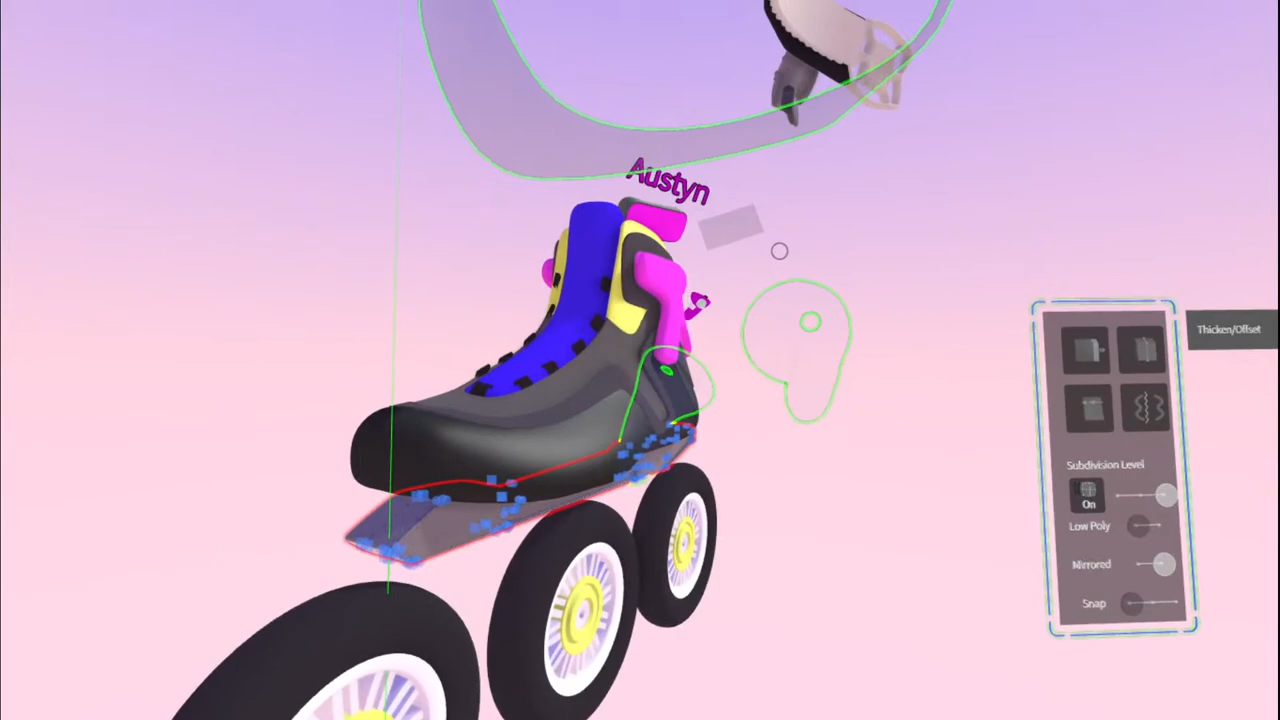 Austyn
Thicken/Offset
Subdivision Level
On
Low Poly
Mirrored
Snap